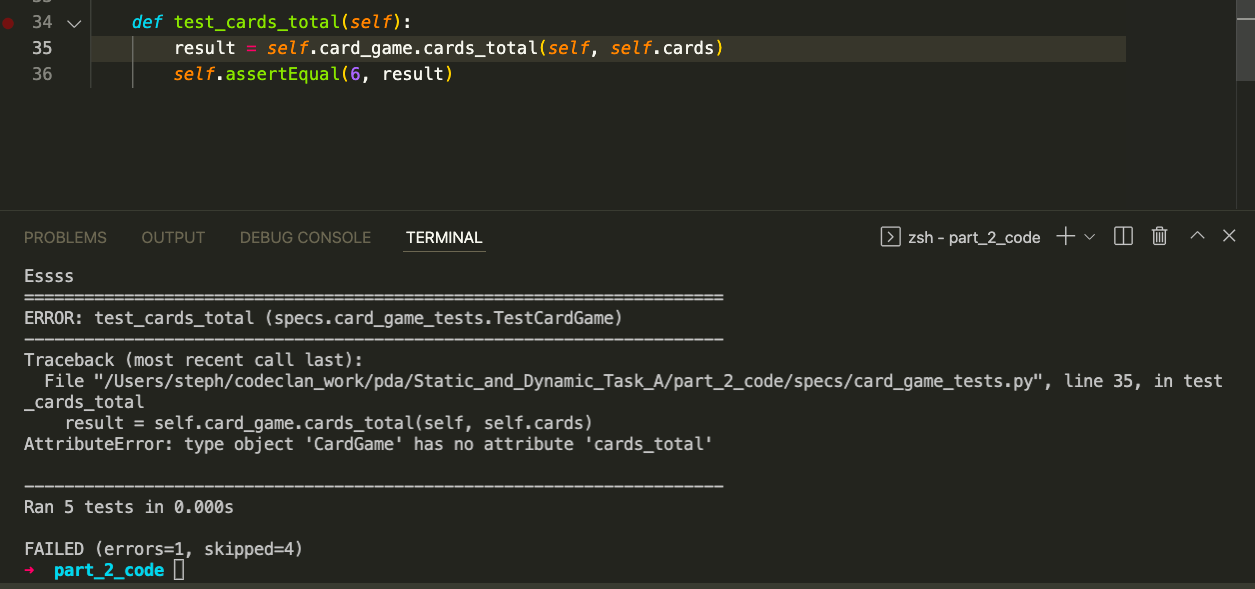 34 def test_cards_total(self):
35 result = self.card_game.cards_total(self, self.cards)
36 self.assertEqual(6, result)
PROBLEMS OUTPUT DEBUG CONSOLE TERMINAL zsh - part_2_code
Essss
======================================================================
ERROR: test_cards_total (specs.card_game_tests.TestCardGame)
----------------------------------------------------------------------
Traceback (most recent call last):
File "/Users/steph/codeclan_work/pda/Static_and_Dynamic_Task_A/part_2_code/specs/card_game_tests.py", line 35, in test
_cards_total
result = self.card_game.cards_total(self, self.cards)
AttributeError: type object 'CardGame' has no attribute 'cards_total'
----------------------------------------------------------------------
Ran 5 tests in 0.000s
FAILED (errors=1, skipped=4)
➜ part_2_code